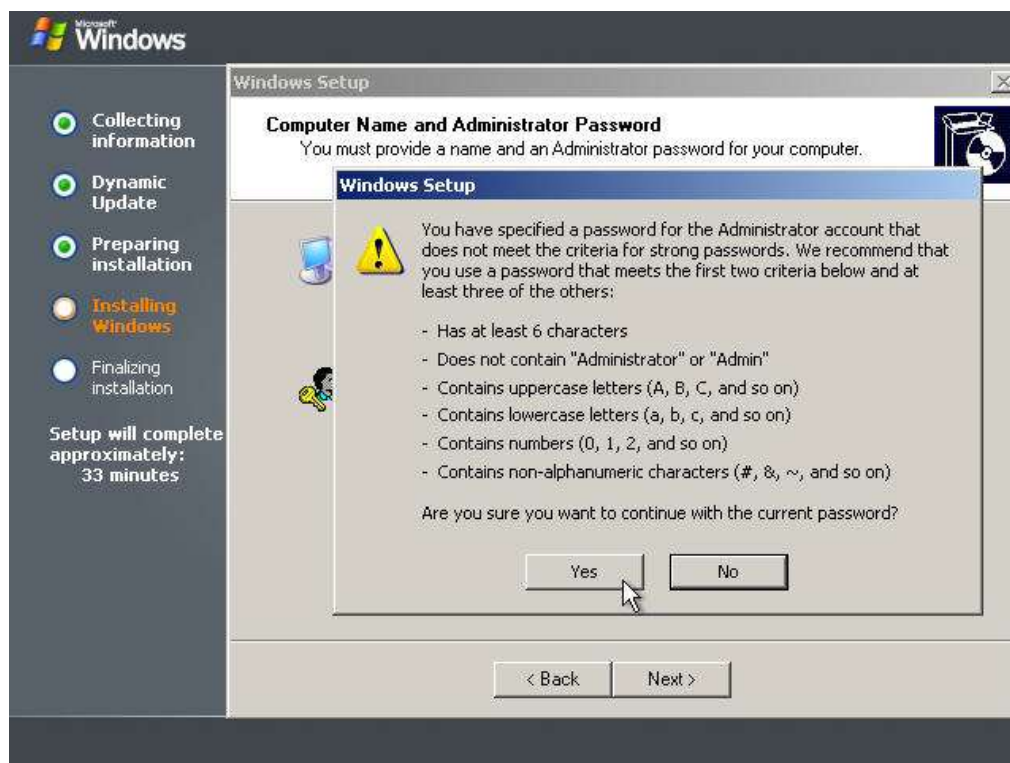 Microsoft
Windows
Collecting
information
Dynamic
Update
Preparing
installation
Installing
Windows
Finalizing
installation
Setup will complete
approximately:
33 minutes
Windows Setup
Computer Name and Administrator Password
You must provide a name and an Administrator password for your computer.
Windows Setup
You have specified a password for the Administrator account that
does not meet the criteria for strong passwords. We recommend that
you use a password that meets the first two criteria below and at
least three of the others:
- Has at least 6 characters
- Does not contain "Administrator" or "Admin"
- Contains uppercase letters (A, B, C, and so on)
- Contains lowercase letters (a, b, c, and so on)
- Contains numbers (0, 1, 2, and so on)
- Contains non-alphanumeric characters (#, &, ~, and so on)
Are you sure you want to continue with the current password?
Yes No
< Back Next >